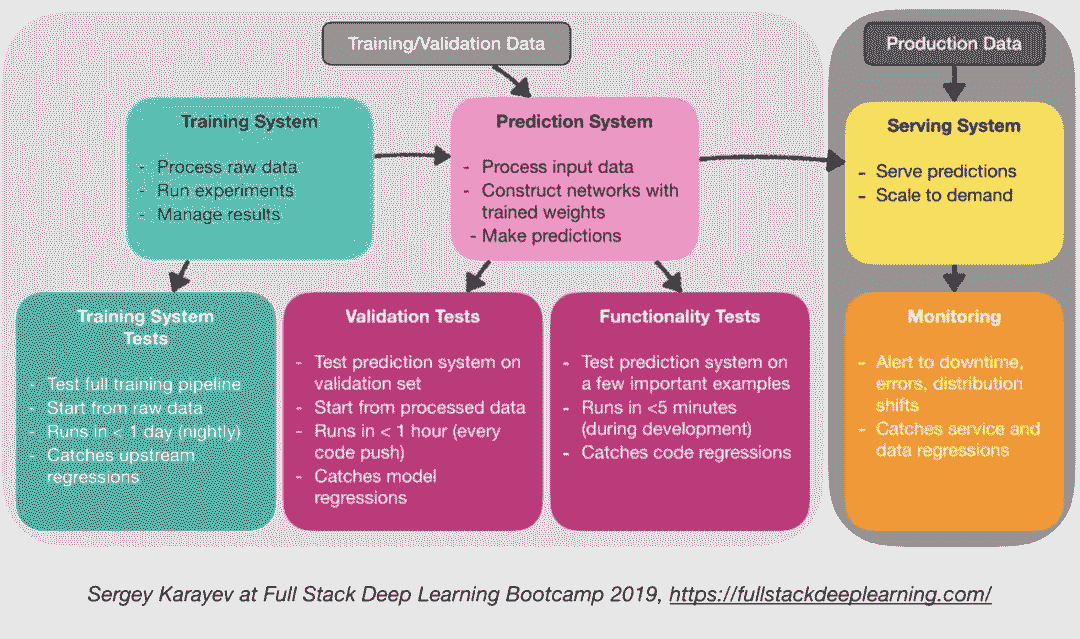 Training/Validation Data
Production Data
Training System
- Process raw data
- Run experiments
- Manage results
Prediction System
- Process input data
- Construct networks with
trained weights
- Make predictions
Serving System
- Serve predictions
- Scale to demand
Training System
Tests
- Test full training pipeline
- Start from raw data
- Runs in < 1 day (nightly)
- Catches upstream
regressions
Validation Tests
- Test prediction system on
validation set
- Start from processed data
- Runs in < 1 hour (every
code push)
- Catches model
regressions
Functionality Tests
- Test prediction system on
a few important examples
- Runs in <5 minutes
(during development)
- Catches code regressions
Monitoring
- Alert to downtime,
errors, distribution
shifts
- Catches service and
data regressions
Sergey Karayev at Full Stack Deep Learning Bootcamp 2019, https://fullstackdeeplearning.com/